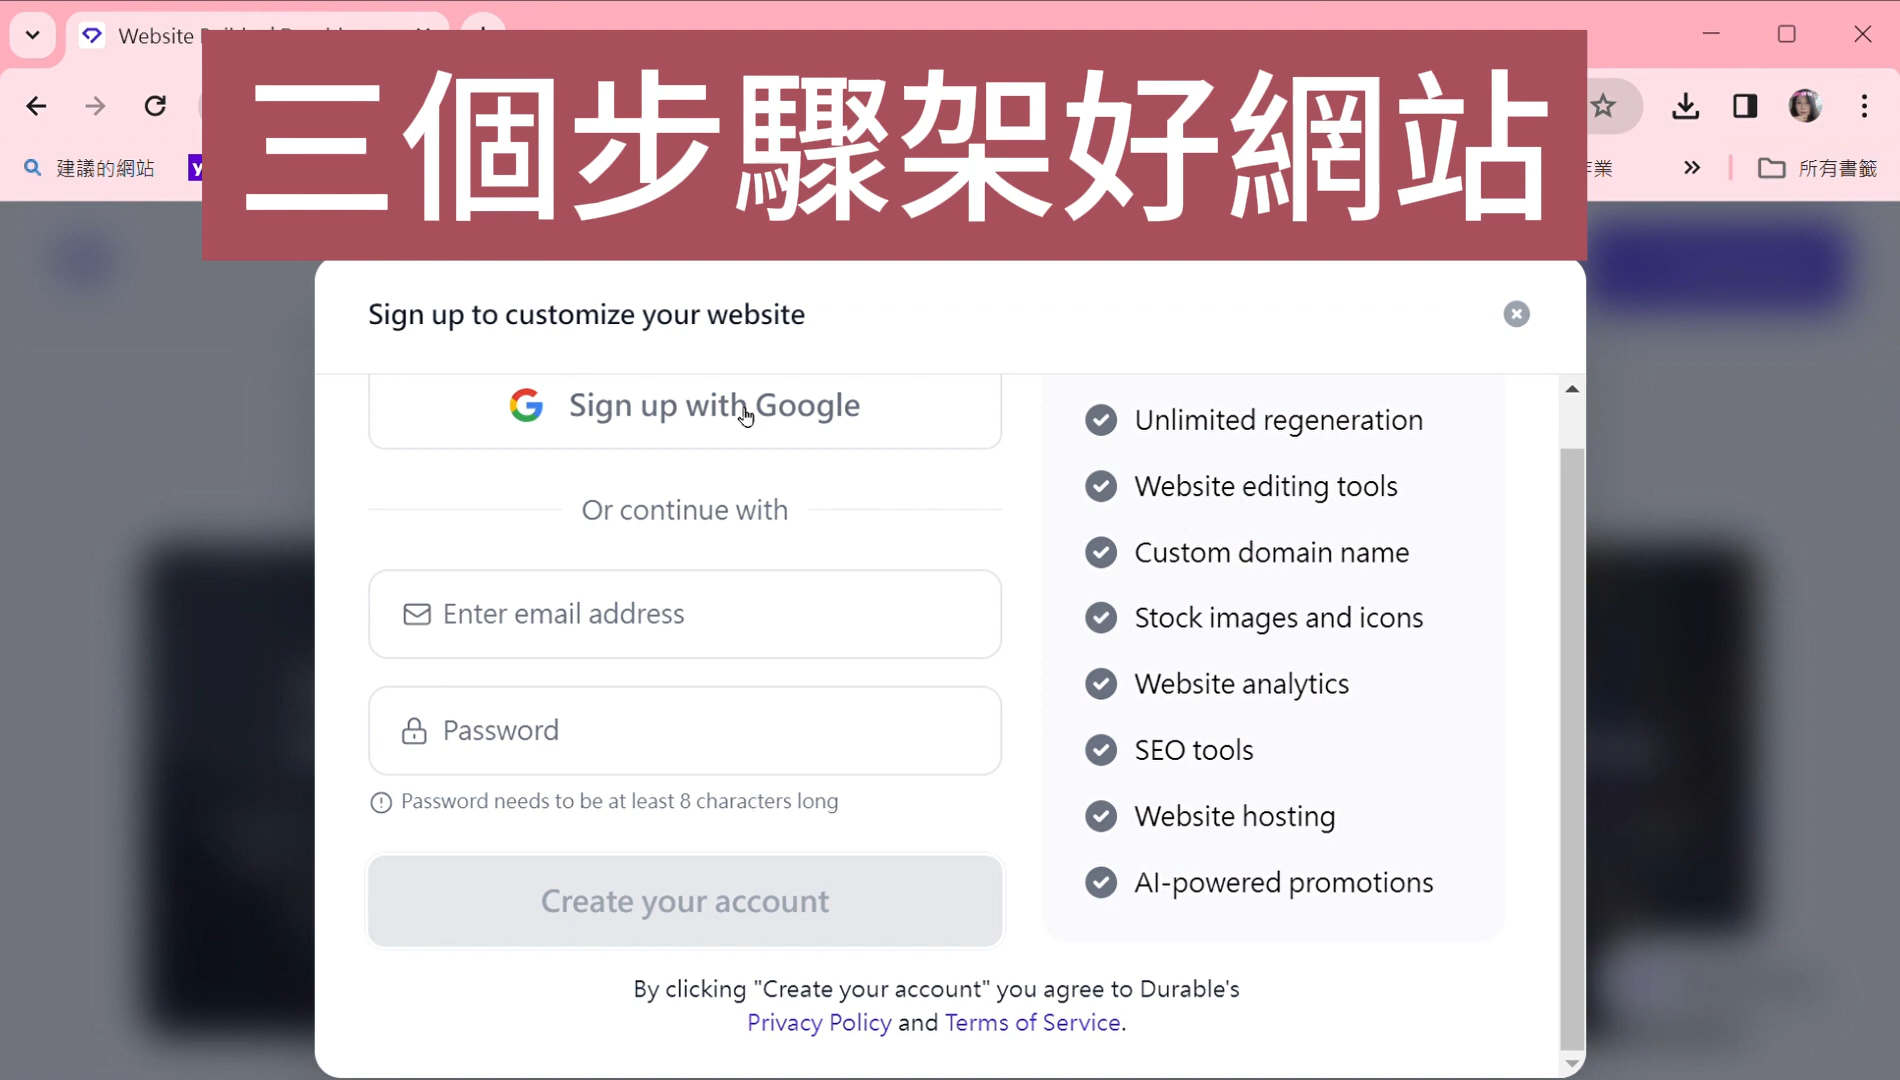 Website
三個步驟架好網站
建議的網站
作業
所有書籤
Sign up to customize your website
Sign up with Google
Or continue with
Enter email address
Password
Password needs to be at least 8 characters long
Create your account
Unlimited regeneration
Website editing tools
Custom domain name
Stock images and icons
Website analytics
SEO tools
Website hosting
AI-powered promotions
By clicking "Create your account" you agree to Durable's
Privacy Policy and Terms of Service.